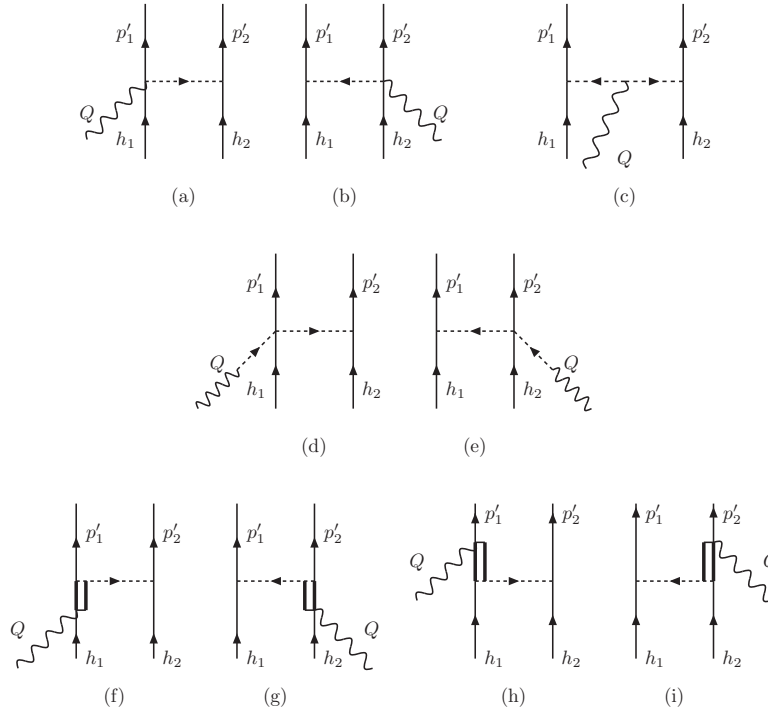 p′₁ p′₂ p′₁ p′₂ p′₁ p′₂
Q h₁ h₂ h₁ h₂ Q h₁ Q h₂
(a) (b) (c)
p′₁ p′₂ p′₁ p′₂
Q h₁ h₂ h₁ h₂ Q
(d) (e)
p′₁ p′₂ p′₁ p′₂ p′₁ p′₂ p′₁ p′₂
Q Q
Q h₁ h₂ h₁ h₂ Q h₁ h₂ h₁ h₂
(f) (g) (h) (i)